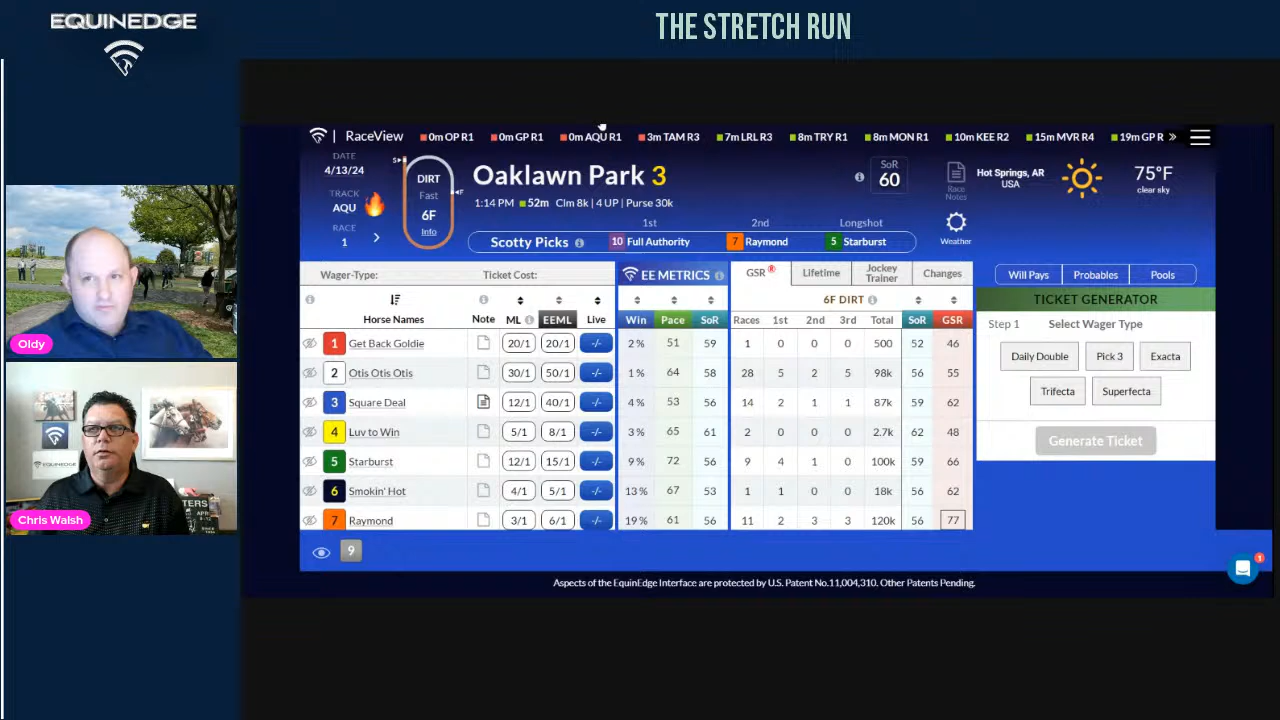 EQUINEDGE
THE STRETCH RUN
RaceView
0m OP R1
0m GP R1
0m AQU R1
3m TAM R3
7m LRL R3
8m TRY R1
8m MON R1
10m KEE R2
15m MVR R4
19m GP R
»
DATE
4/13/24
TRACK
AQU
RACE
1
S
DIRT
Fast
F
6F
Info
Oaklawn Park 3
1:14 PM 52m Clm 8k | 4 UP | Purse 30k
SoR
60
Race Notes
Hot Springs, AR
USA
75°F
clear sky
Weather
1st 2nd Longshot
Scotty Picks 10 Full Authority 7 Raymond 5 Starburst
Wager-Type: Ticket Cost:
EE METRICS
GSR ® Lifetime Jockey Trainer Changes
6F DIRT
Horse Names Note ML EEML Live Win Pace SoR Races 1st 2nd 3rd Total SoR GSR
1 Get Back Goldie 20/1 20/1 -/- 2% 51 59 1 0 0 0 500 52 46
2 Otis Otis Otis 30/1 50/1 -/- 1% 64 58 28 5 2 5 98k 56 55
3 Square Deal 12/1 40/1 -/- 4% 53 56 14 2 1 1 87k 59 62
4 Luv to Win 5/1 8/1 -/- 3% 65 61 2 0 0 0 2.7k 62 48
5 Starburst 12/1 15/1 -/- 9% 72 56 9 4 1 0 100k 59 66
6 Smokin' Hot 4/1 5/1 -/- 13% 67 53 1 1 0 0 18k 56 62
7 Raymond 3/1 6/1 -/- 19% 61 56 11 2 3 3 120k 56 77
9
Will Pays Probables Pools
TICKET GENERATOR
Step 1 Select Wager Type
Daily Double Pick 3 Exacta
Trifecta Superfecta
Generate Ticket
1
Aspects of the EquinEdge Interface are protected by U.S. Patent No.11,004,310. Other Patents Pending.
Oldy
EQUINEDGE
TERS
Chris Walsh